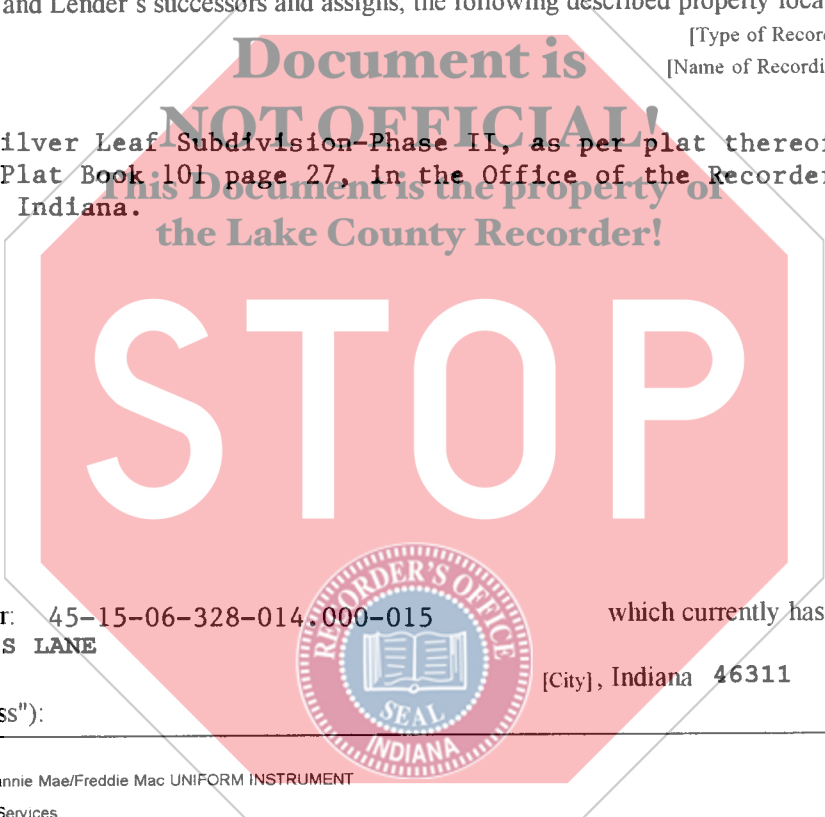 and Lender's successors and assigns, the following described property loca
[Type of Recor
[Name of Recordi
Document is
NOT OFFICIAL!
ilver Leaf Subdivision-Phase II, as per plat thereof
Plat Book 101 page 27, in the Office of the Recorder
This Document is the property of
Indiana.
the Lake County Recorder!
STOP
RECORDER'S OFFICE
SEAL
INDIANA
r: 45-15-06-328-014.000-015 which currently has
S LANE
[City], Indiana 46311
ss"):
nnie Mae/Freddie Mac UNIFORM INSTRUMENT
Services